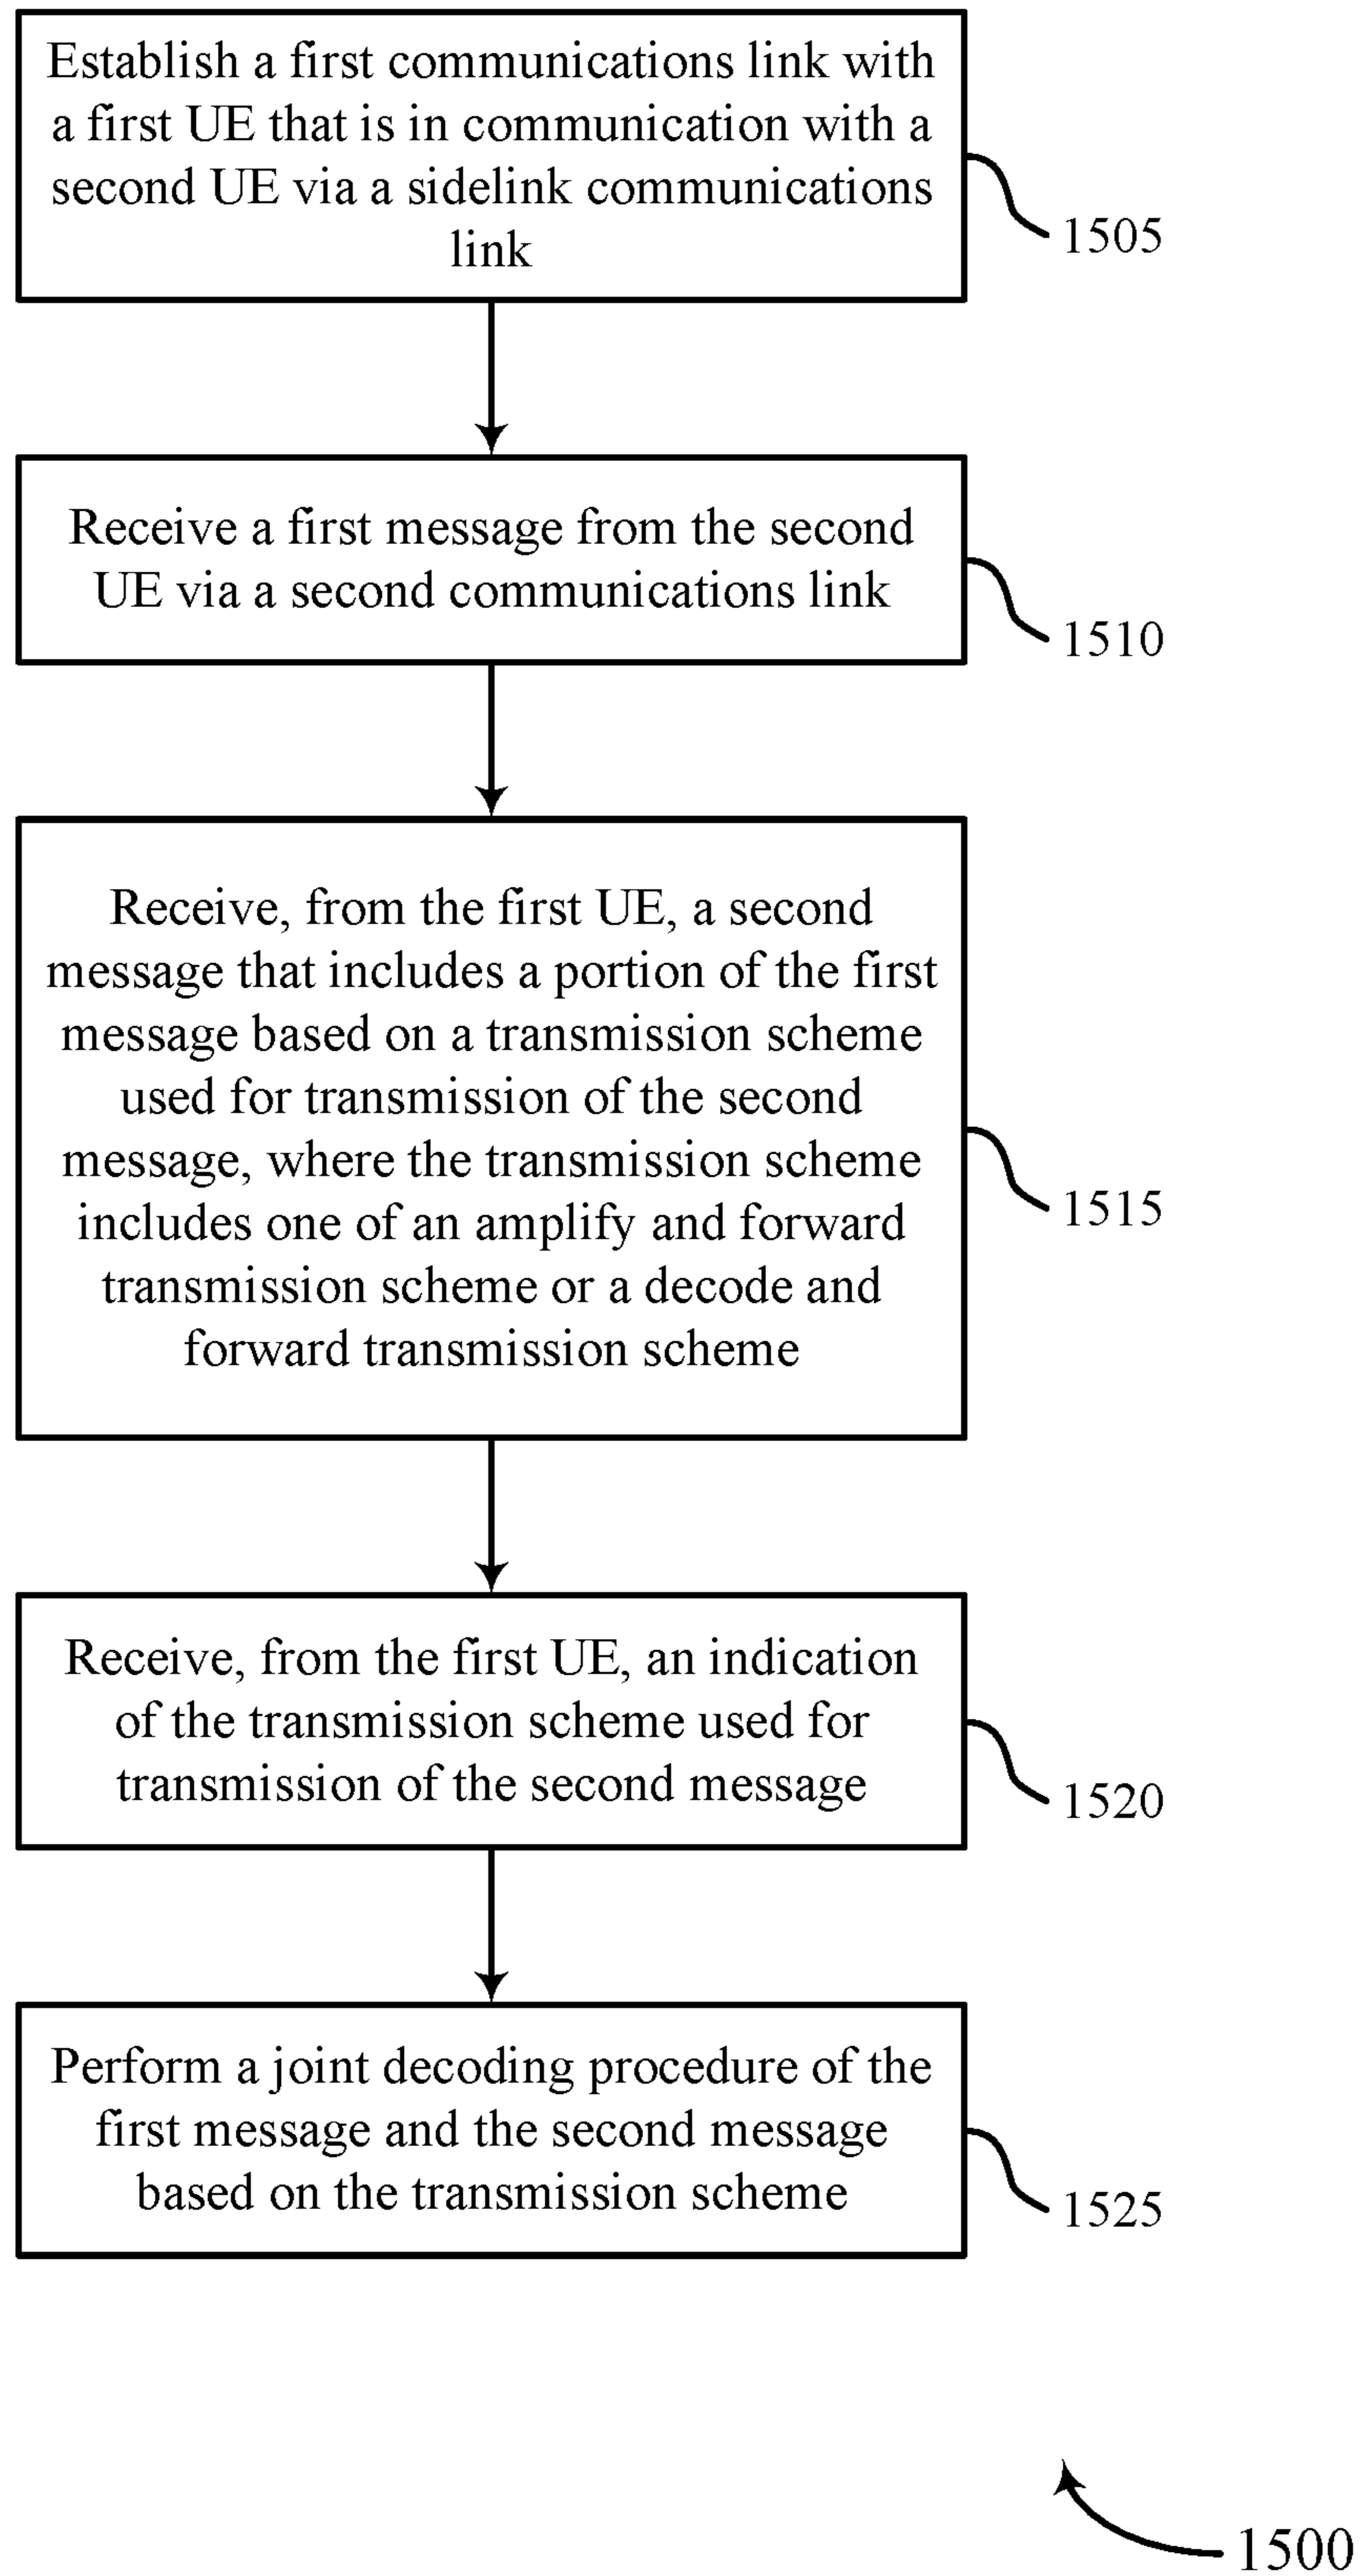 Establish a first communications link with
a first UE that is in communication with a
second UE via a sidelink communications
link
1505
Receive a first message from the second
UE via a second communications link
1510
Receive, from the first UE, a second
message that includes a portion of the first
message based on a transmission scheme
used for transmission of the second
message, where the transmission scheme
includes one of an amplify and forward
transmission scheme or a decode and
forward transmission scheme
1515
Receive, from the first UE, an indication
of the transmission scheme used for
transmission of the second message
1520
Perform a joint decoding procedure of the
first message and the second message
based on the transmission scheme
1525
1500